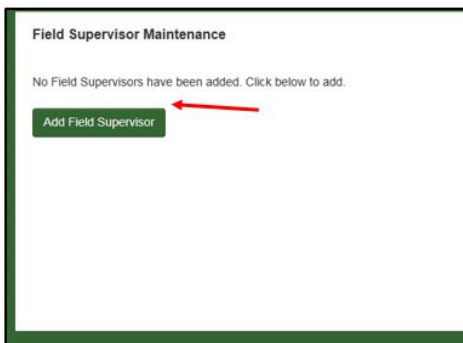 Field Supervisor Maintenance
No Field Supervisors have been added. Click below to add.
Add Field Supervisor